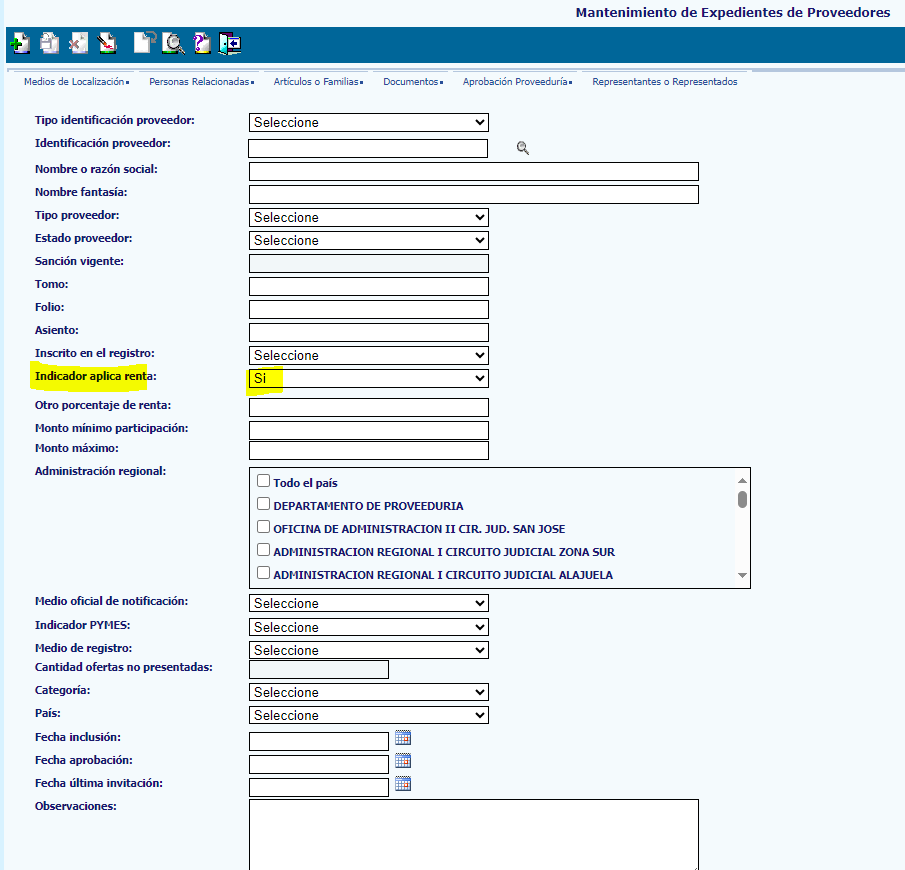 Mantenimiento de Expedientes de Proveedores
Medios de Localización Personas Relacionadas Artículos o Familias Documentos Aprobación Proveeduría Representantes o Representados
Tipo identificación proveedor: Seleccione
Identificación proveedor:
Nombre o razón social:
Nombre fantasía:
Tipo proveedor: Seleccione
Estado proveedor: Seleccione
Sanción vigente:
Tomo:
Folio:
Asiento:
Inscrito en el registro: Seleccione
Indicador aplica renta: Si
Otro porcentaje de renta:
Monto mínimo participación:
Monto máximo:
Administración regional:
Todo el país
DEPARTAMENTO DE PROVEEDURIA
OFICINA DE ADMINISTRACION II CIR. JUD. SAN JOSE
ADMINISTRACION REGIONAL I CIRCUITO JUDICIAL ZONA SUR
ADMINISTRACION REGIONAL I CIRCUITO JUDICIAL ALAJUELA
Medio oficial de notificación: Seleccione
Indicador PYMES: Seleccione
Medio de registro: Seleccione
Cantidad ofertas no presentadas:
Categoría: Seleccione
País: Seleccione
Fecha inclusión:
Fecha aprobación:
Fecha última invitación:
Observaciones: